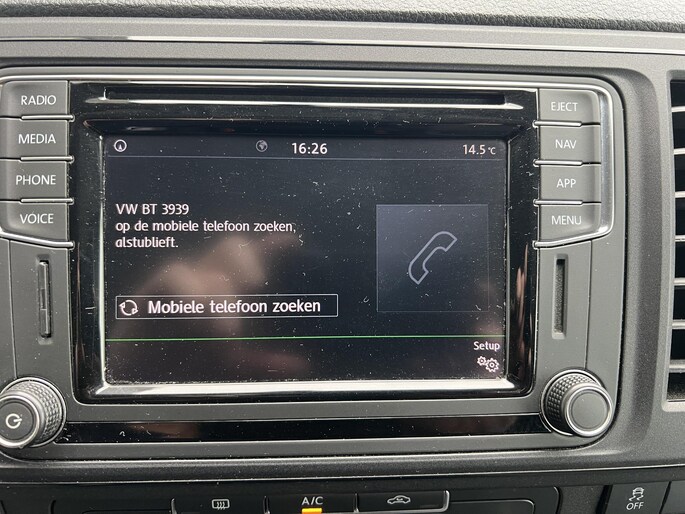 RADIO
MEDIA
PHONE
VOICE
16:26
14.5 °C
VW BT 3939
op de mobiele telefoon zoeken,
alstublieft.
Mobiele telefoon zoeken
Setup
EJECT
NAV
APP
MENU
A/C
OFF